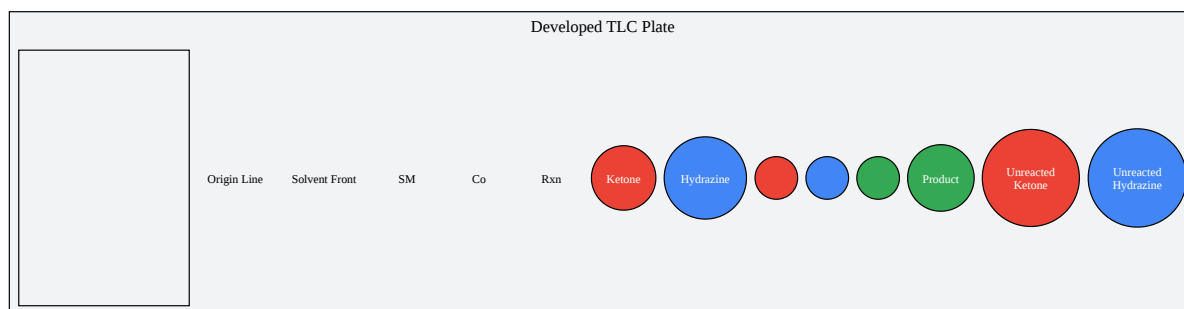 Developed TLC Plate
Origin Line
Solvent Front
SM
Co
Rxn
Ketone
Hydrazine
Product
Unreacted
Ketone
Unreacted
Hydrazine